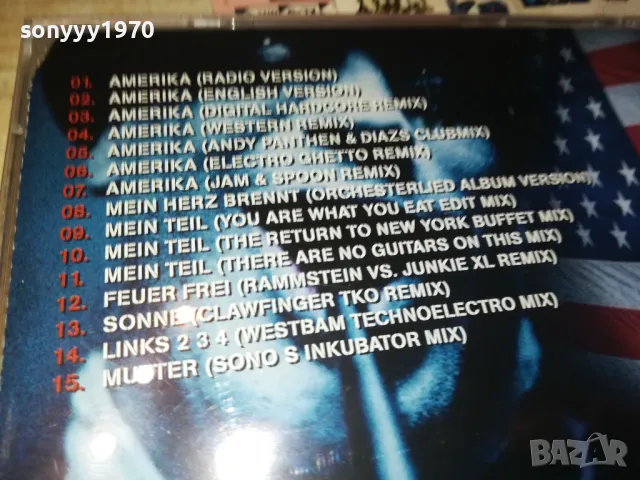 sonyyy1970
01. AMERIKA (RADIO VERSION)
02. AMERIKA (ENGLISH VERSION)
03. AMERIKA (DIGITAL HARDCORE REMIX)
04. AMERIKA (WESTERN REMIX)
05. AMERIKA (ANDY PANTHEN & DIAZS CLUBMIX)
06. AMERIKA (ELECTRO GHETTO REMIX)
07. AMERIKA (JAM & SPOON REMIX)
08. MEIN HERZ BRENNT (ORCHESTERLIED ALBUM VERSION)
09. MEIN TEIL (YOU ARE WHAT YOU EAT EDIT MIX)
10. MEIN TEIL (THE RETURN TO NEW YORK BUFFET MIX)
11. MEIN TEIL (THERE ARE NO GUITARS ON THIS MIX)
12. FEUER FREI (RAMMSTEIN VS. JUNKIE XL REMIX)
13. SONNE (CLAWFINGER TKO REMIX)
14. LINKS 2 3 4 (WESTBAM TECHNOELECTRO MIX)
15. MUTTER (SONO S INKUBATOR MIX)
BAZAR
bg